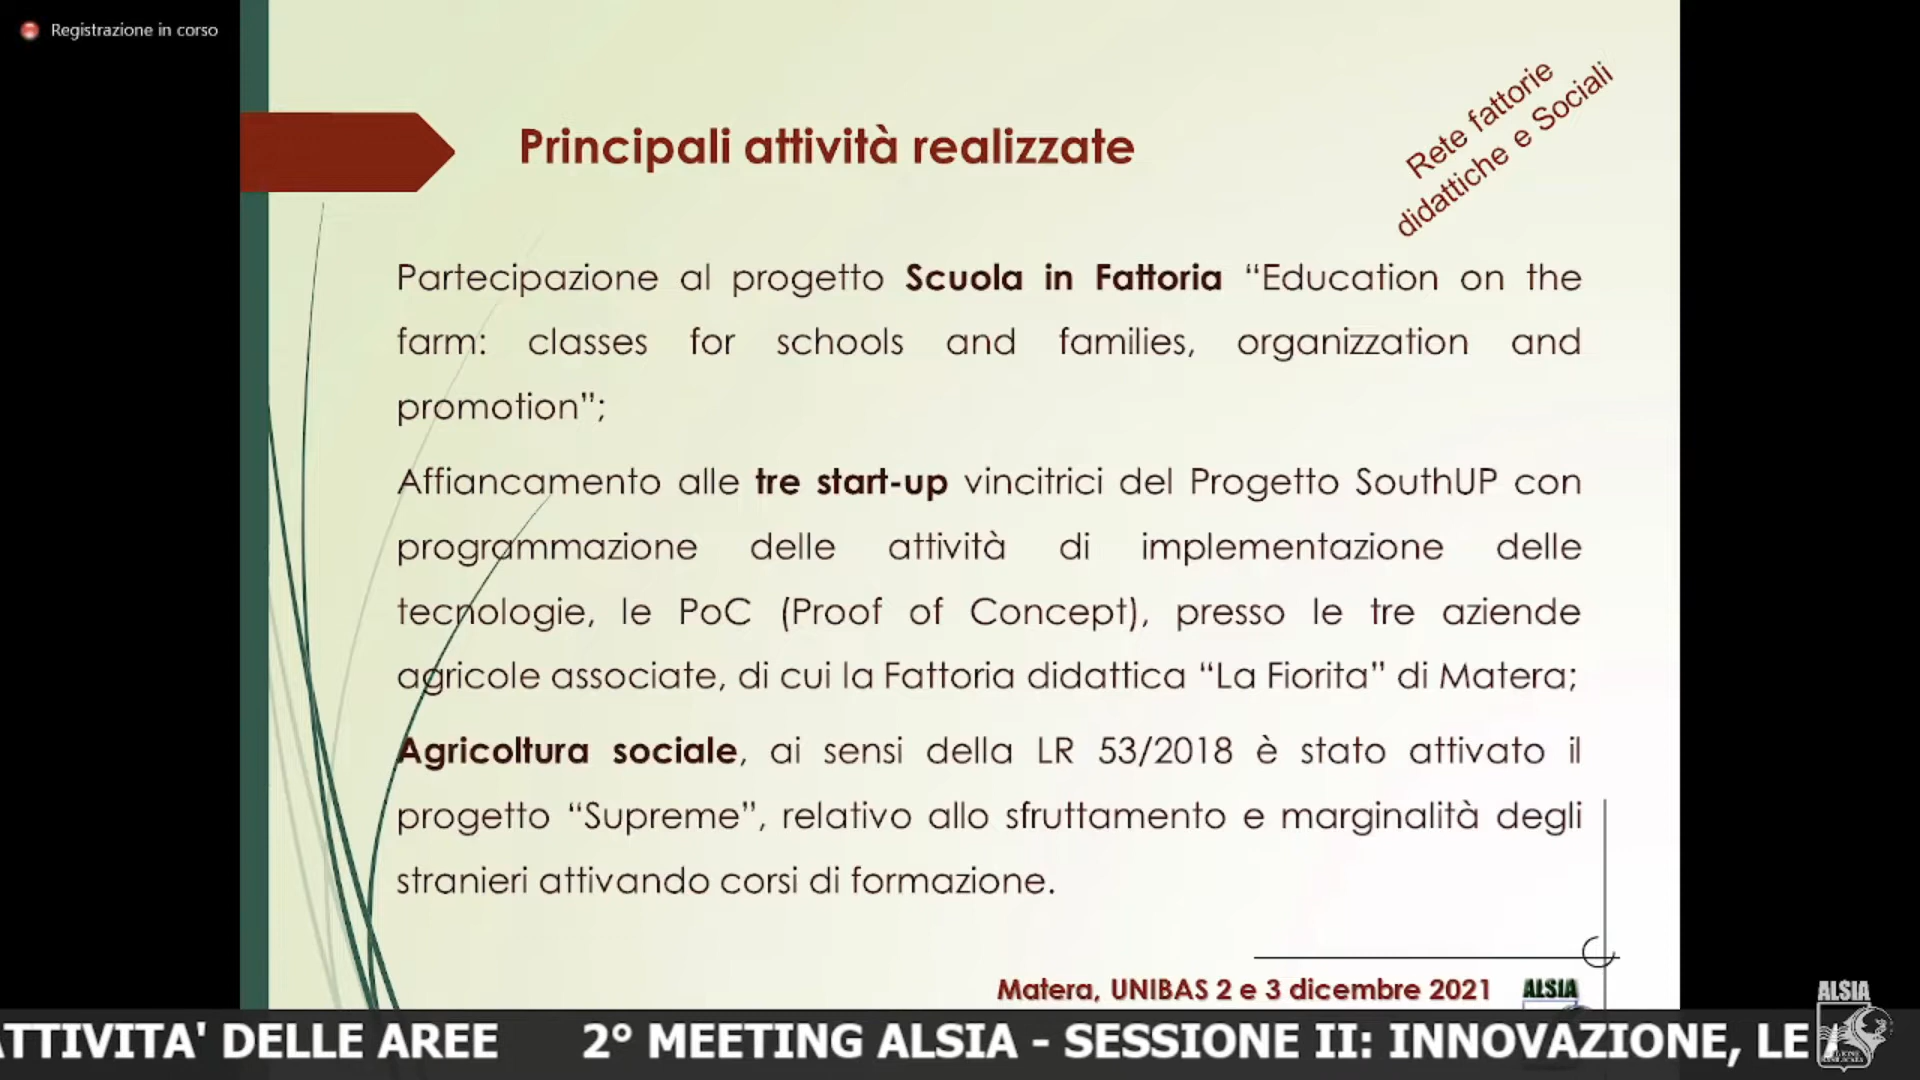 Registrazione in corso
Rete fattorie
didattiche e Sociali
Principali attività realizzate
Partecipazione al progetto Scuola in Fattoria “Education on the
farm: classes for schools and families, organizzation and
promotion”;
Affiancamento alle tre start-up vincitrici del Progetto SouthUP con
programmazione delle attività di implementazione delle
tecnologie, le PoC (Proof of Concept), presso le tre aziende
agricole associate, di cui la Fattoria didattica “La Fiorita” di Matera;
Agricoltura sociale, ai sensi della LR 53/2018 è stato attivato il
progetto “Supreme”, relativo allo sfruttamento e marginalità degli
stranieri attivando corsi di formazione.
Matera, UNIBAS 2 e 3 dicembre 2021
ALSIA
ALSIA
ATTIVITA' DELLE AREE 2° MEETING ALSIA - SESSIONE II: INNOVAZIONE, LE